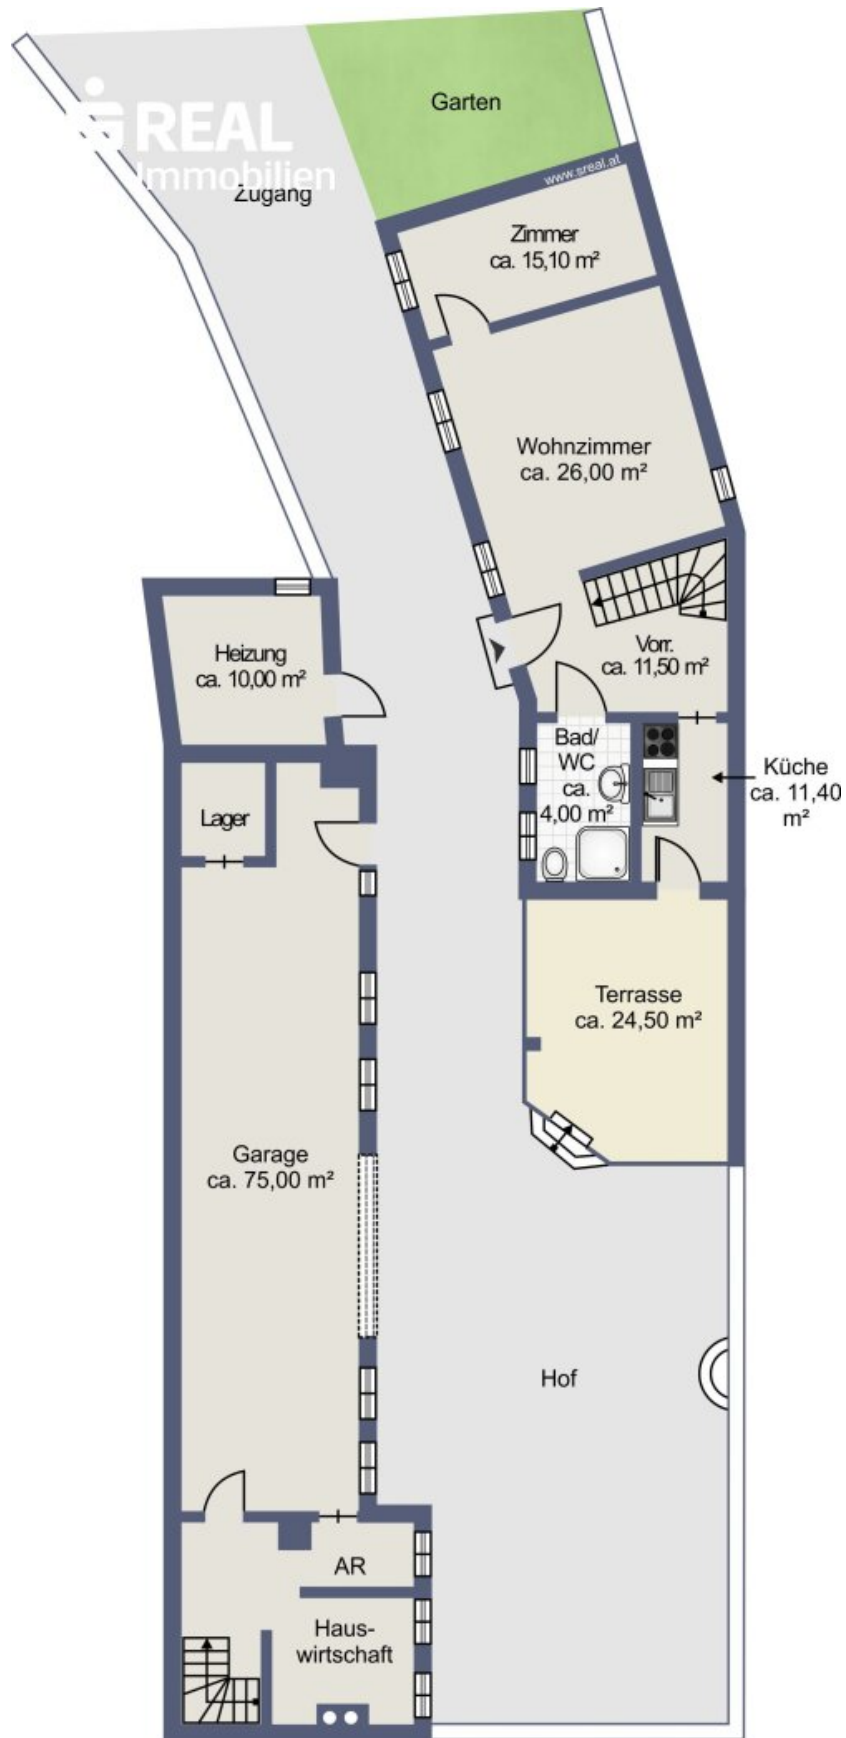 Garten
REAL
Immobilien
www.sreal.at
Zugang
Zimmer
ca. 15,10 m²
Wohnzimmer
ca. 26,00 m²
Heizung
ca. 10,00 m²
Vorr.
ca. 11,50 m²
Bad/
WC
ca.
4,00 m²
Küche
ca. 11,40
m²
Lager
Terrasse
ca. 24,50 m²
Garage
ca. 75,00 m²
Hof
AR
Haus-
wirtschaft